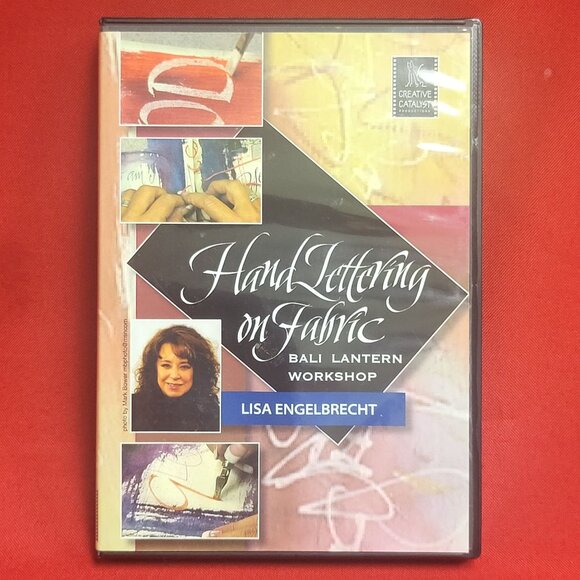 CREATIVE
CATALYST
PRODUCTIONS
Hand Lettering
on Fabric
BALI LANTERN
WORKSHOP
LISA ENGELBRECHT